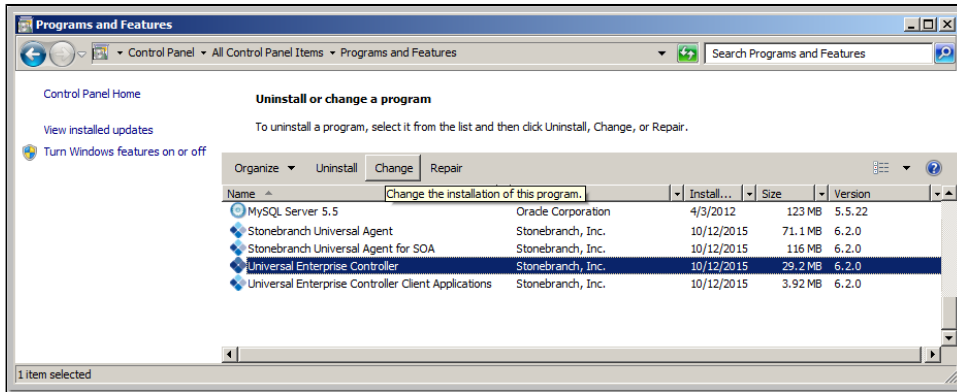 Programs and Features
Control Panel All Control Panel Items Programs and Features Search Programs and Features
Control Panel Home
View installed updates
Turn Windows features on or off
Uninstall or change a program
To uninstall a program, select it from the list and then click Uninstall, Change, or Repair.
Organize Uninstall Change Repair
Name Install... Size Version
Change the installation of this program.
MySQL Server 5.5 Oracle Corporation 4/3/2012 123 MB 5.5.22
Stonebranch Universal Agent Stonebranch, Inc. 10/12/2015 71.1 MB 6.2.0
Stonebranch Universal Agent for SOA Stonebranch, Inc. 10/12/2015 116 MB 6.2.0
Universal Enterprise Controller Stonebranch, Inc. 10/12/2015 29.2 MB 6.2.0
Universal Enterprise Controller Client Applications Stonebranch, Inc. 10/12/2015 3.92 MB 6.2.0
1 item selected